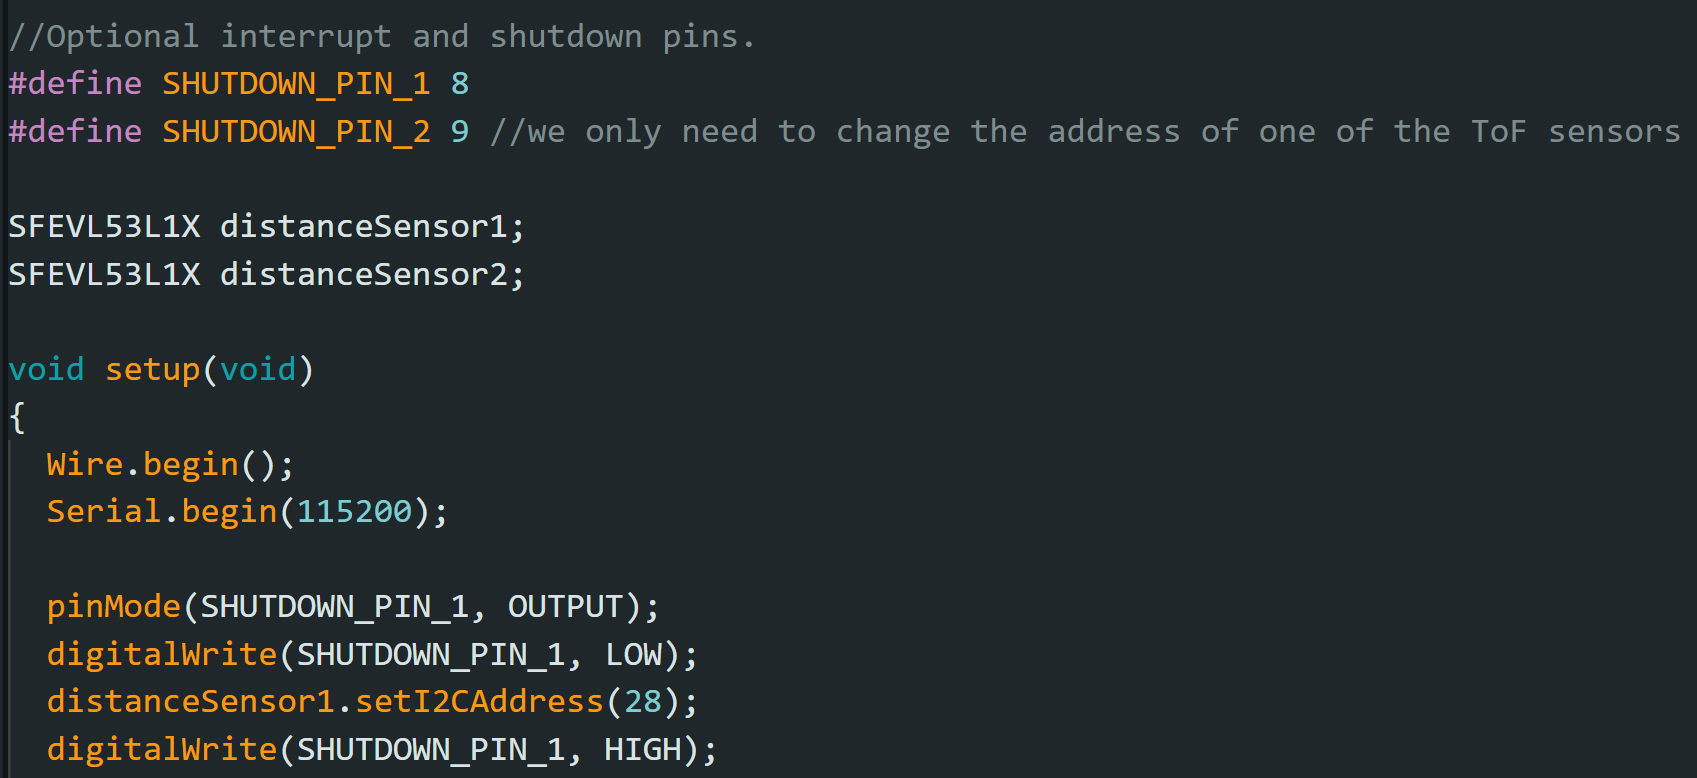 //Optional interrupt and shutdown pins.
#define SHUTDOWN_PIN_1 8
#define SHUTDOWN_PIN_2 9 //we only need to change the address of one of the ToF sensors
SFEVL53L1X distanceSensor1;
SFEVL53L1X distanceSensor2;
void setup(void)
{
Wire.begin();
Serial.begin(115200);
pinMode(SHUTDOWN_PIN_1, OUTPUT);
digitalWrite(SHUTDOWN_PIN_1, LOW);
distanceSensor1.setI2CAddress(28);
digitalWrite(SHUTDOWN_PIN_1, HIGH);